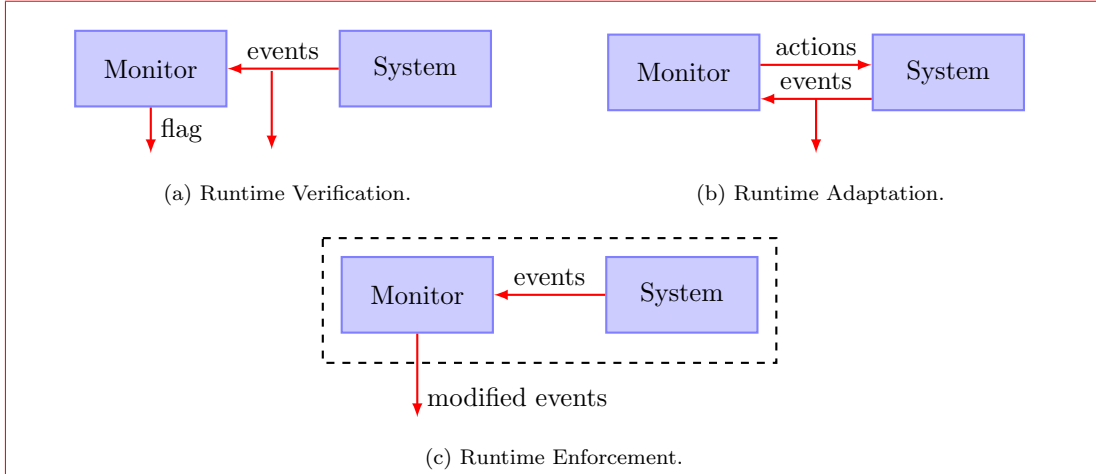 Monitor
events
System
flag
(a) Runtime Verification.
Monitor
actions
events
System
(b) Runtime Adaptation.
Monitor
events
System
modified events
(c) Runtime Enforcement.